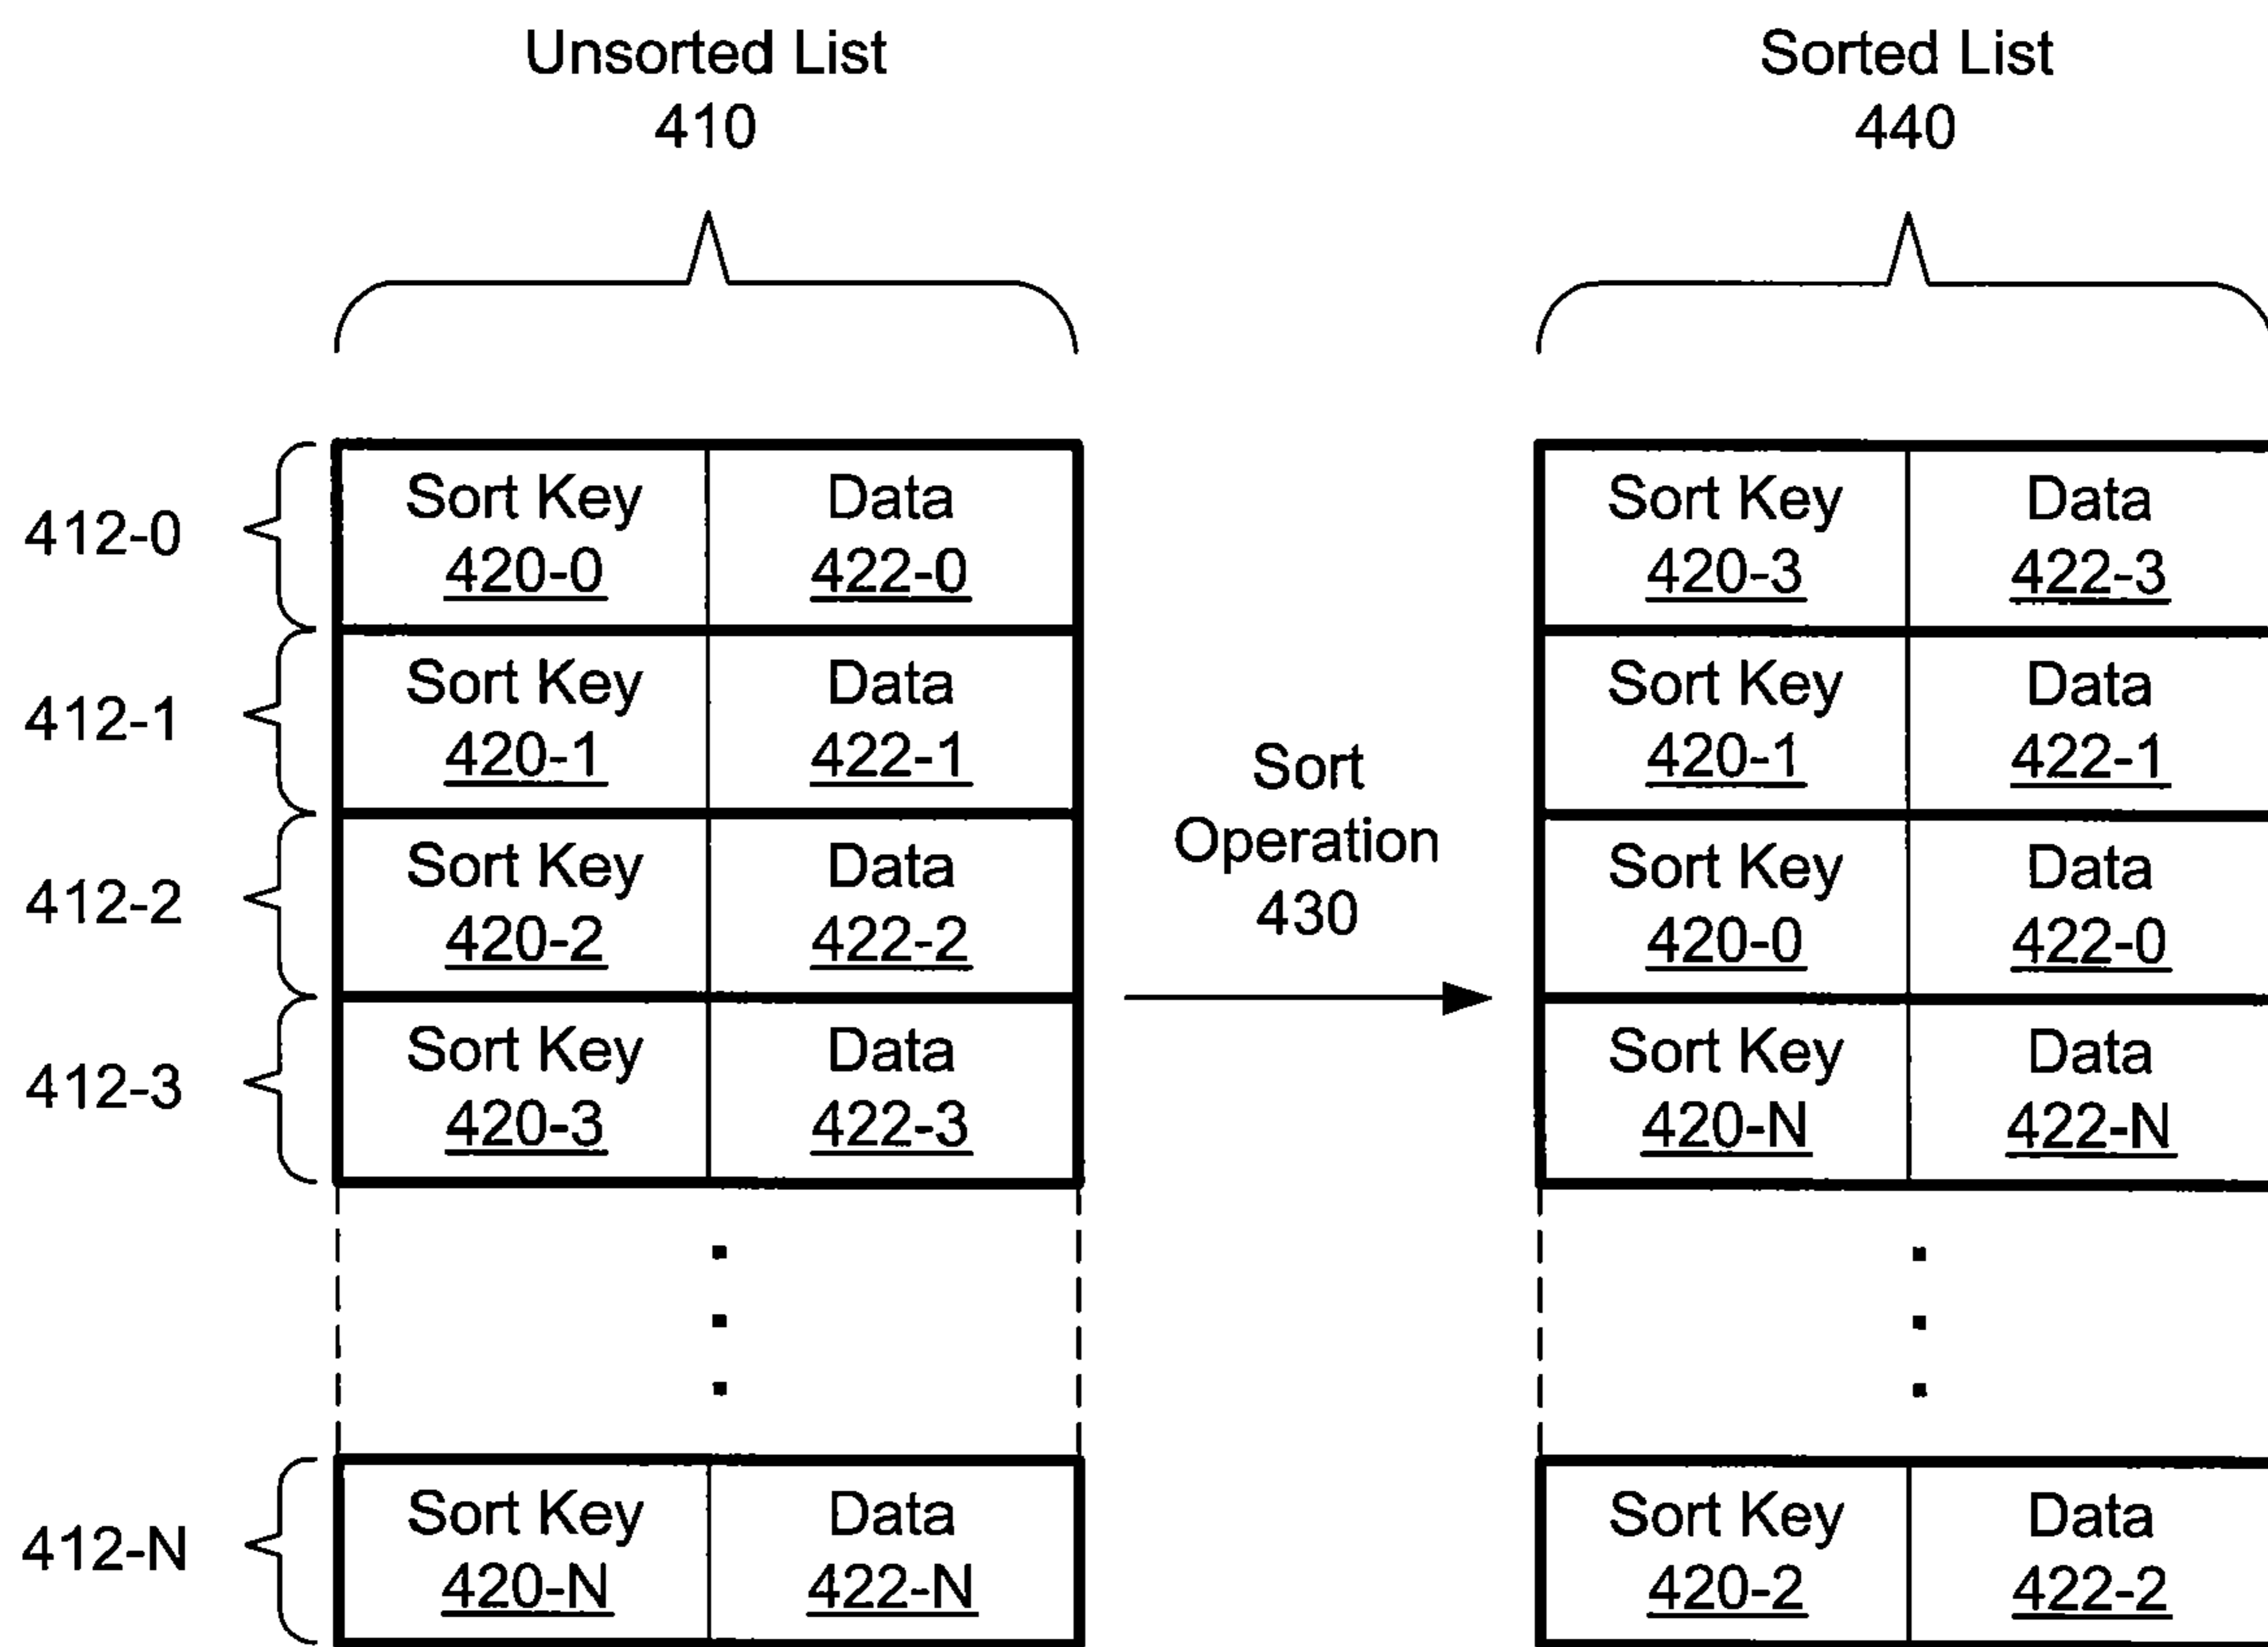 Unsorted List
410
Sorted List
440
412-0
Sort Key
420-0
Data
422-0
Sort Key
420-3
Data
422-3
412-1
Sort Key
420-1
Data
422-1
Sort Key
420-1
Data
422-1
Sort
Operation
430
412-2
Sort Key
420-2
Data
422-2
Sort Key
420-0
Data
422-0
412-3
Sort Key
420-3
Data
422-3
Sort Key
420-N
Data
422-N
412-N
Sort Key
420-N
Data
422-N
Sort Key
420-2
Data
422-2